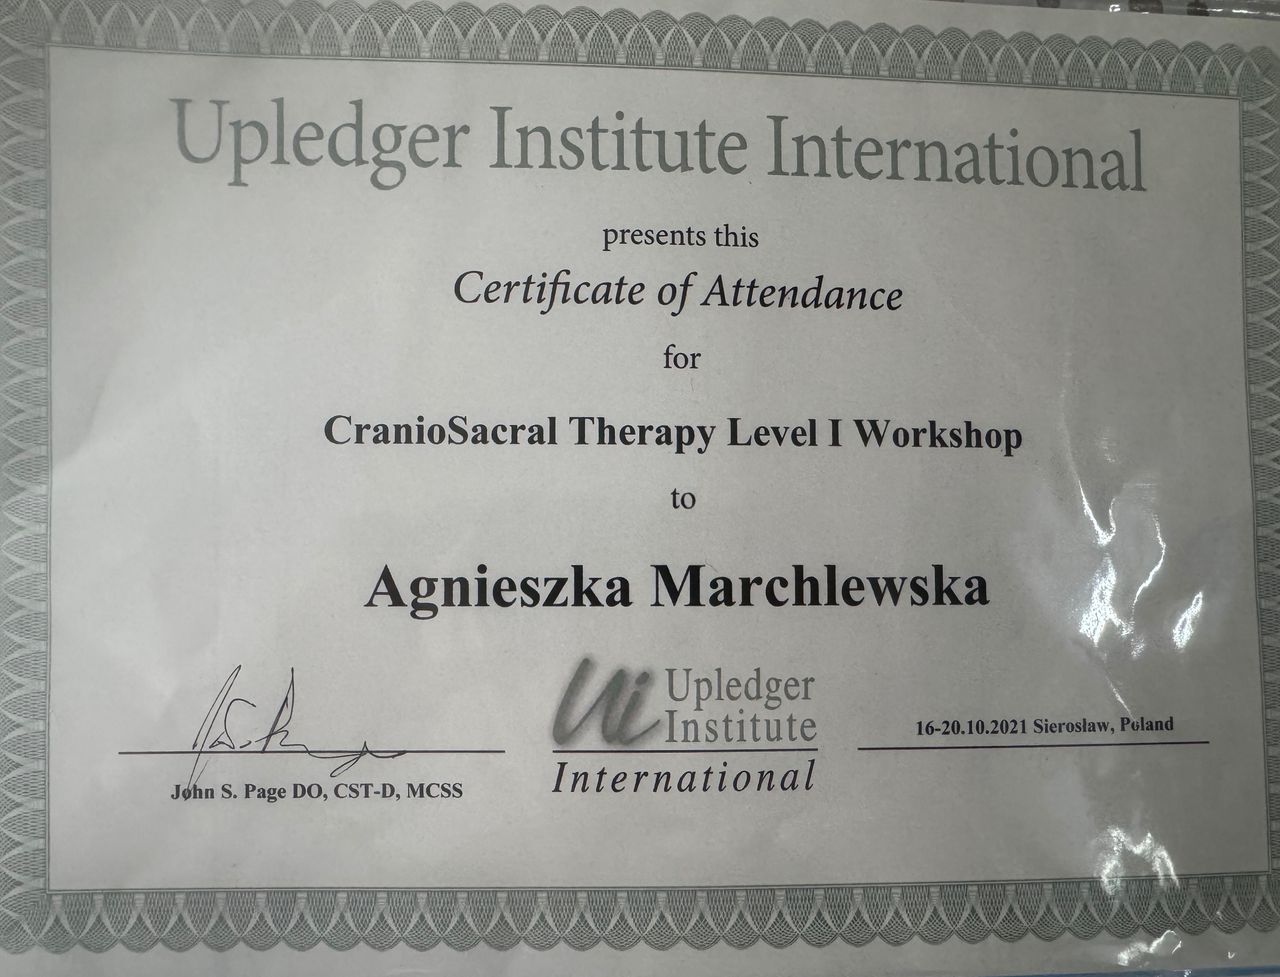 Upledger Institute International
presents this
Certificate of Attendance
for
CranioSacral Therapy Level I Workshop
to
Agnieszka Marchlewska
John S. Page DO, CST-D, MCSS
Ui Upledger
Institute
International
16-20.10.2021 Sierosław, Poland